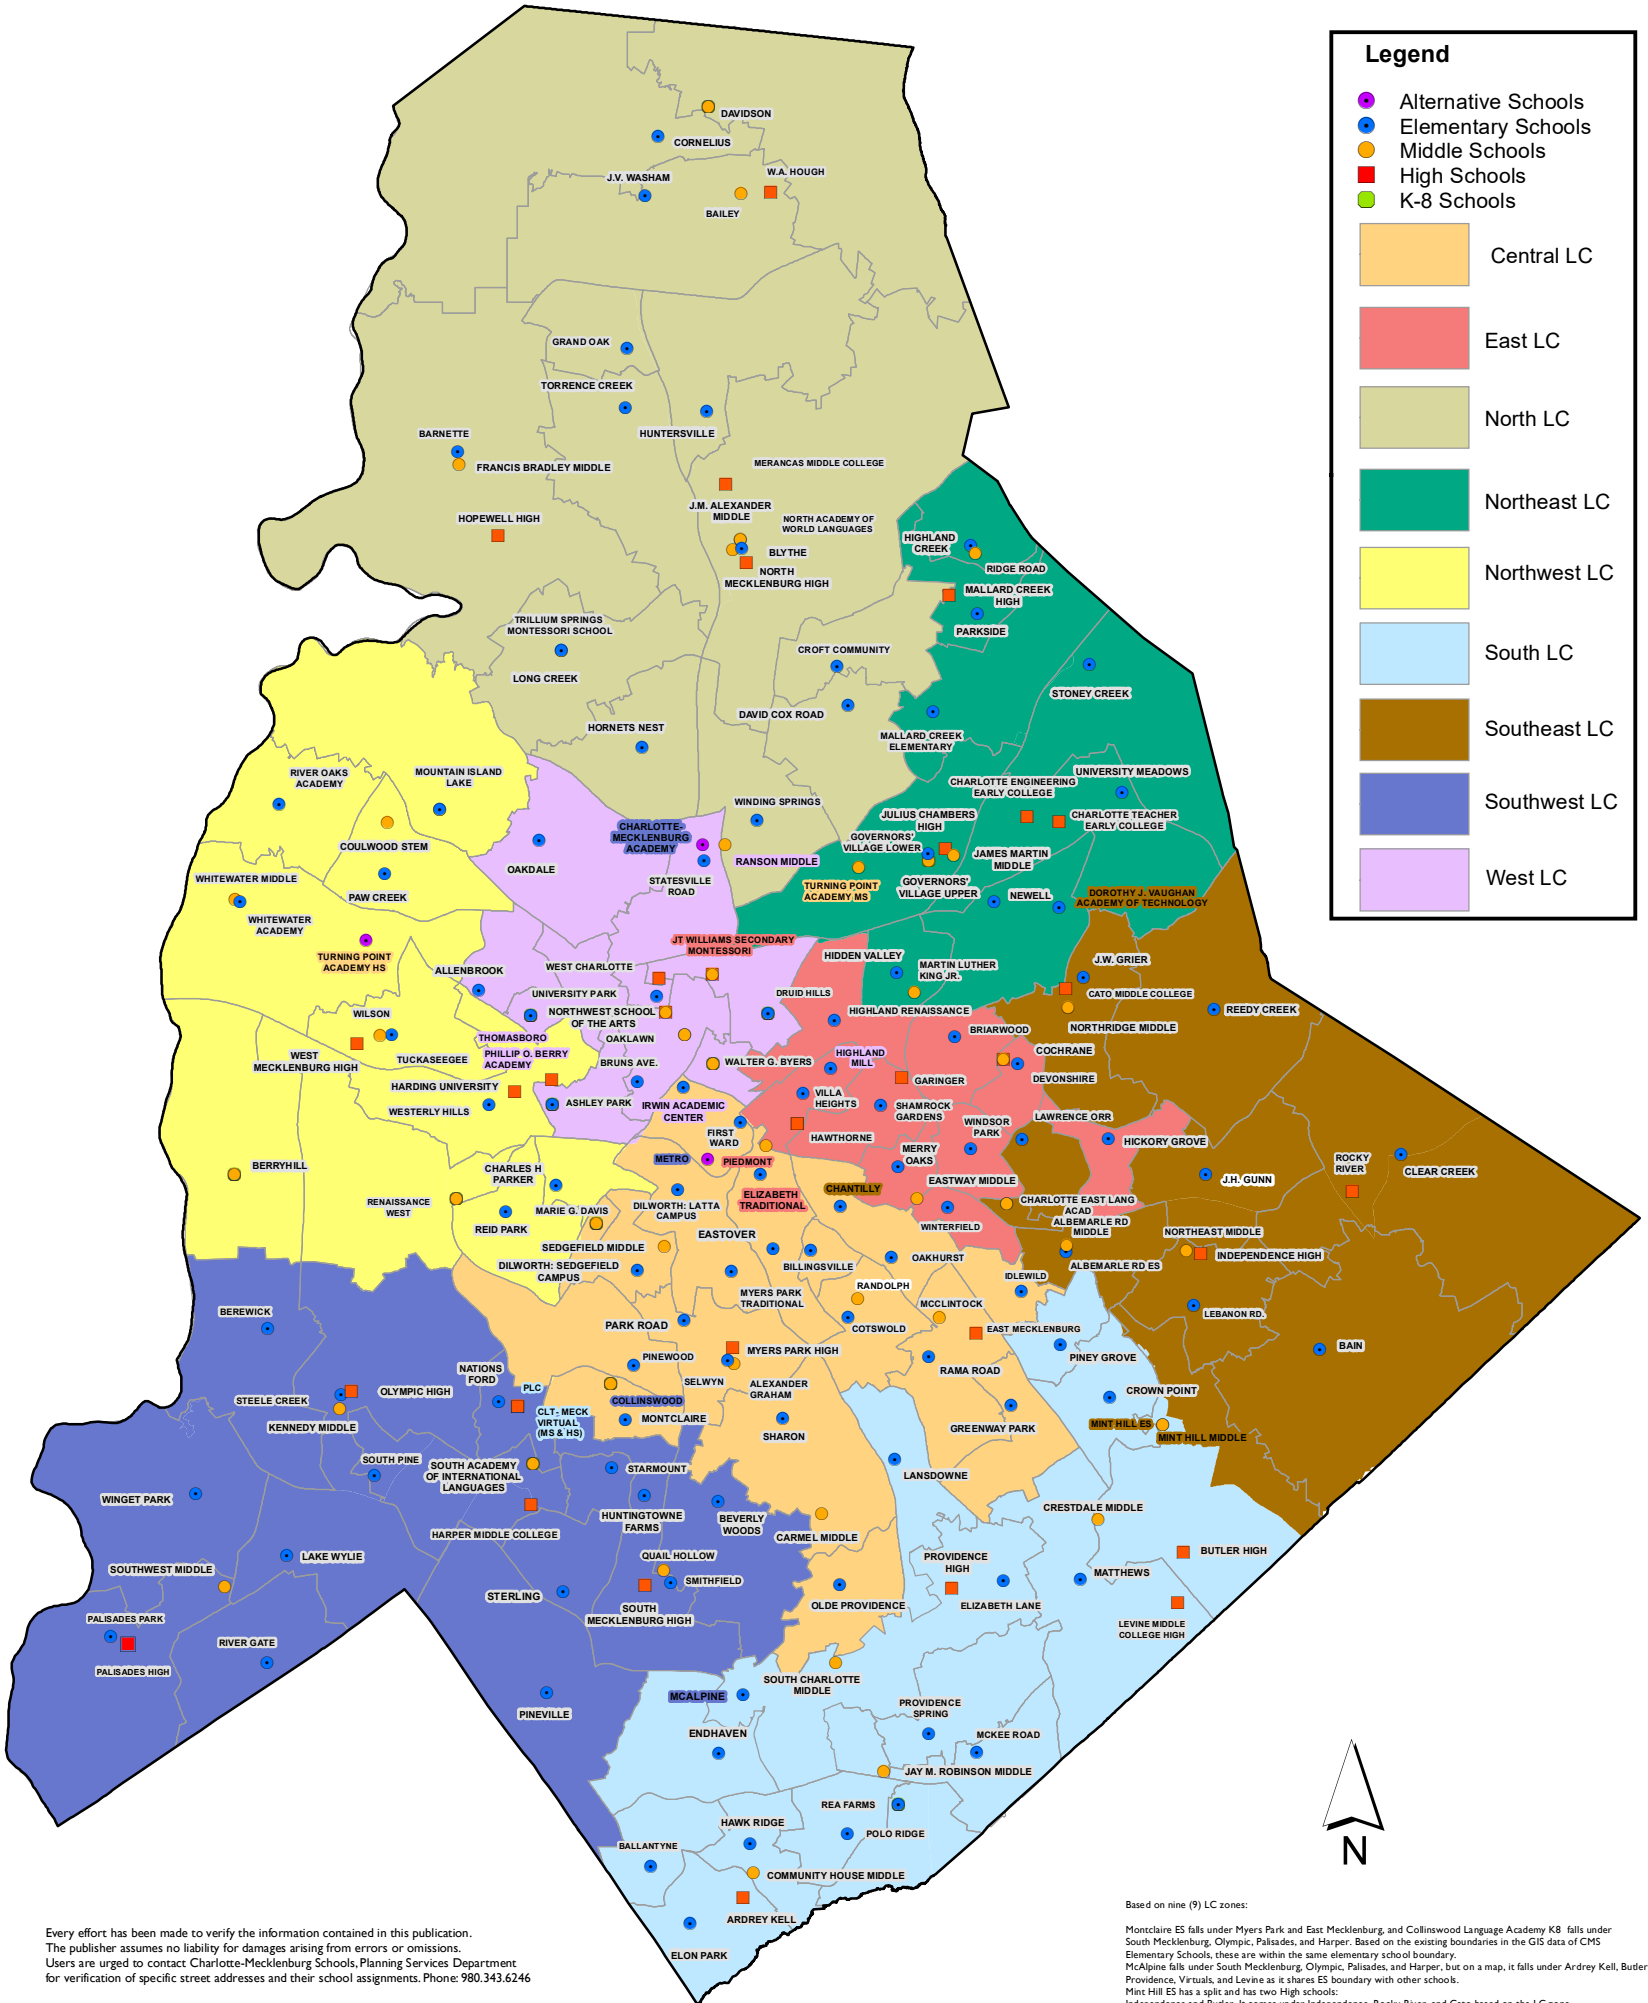 Legend
Alternative Schools
Elementary Schools
Middle Schools
High Schools
K-8 Schools
Central LC
East LC
North LC
Northeast LC
Northwest LC
South LC
Southeast LC
Southwest LC
West LC
DAVIDSON
CORNELIUS
J.V. WASHAM
W.A. HOUGH
BAILEY
GRAND OAK
TORRENCE CREEK
HUNTERSVILLE
BARNETTE
FRANCIS BRADLEY MIDDLE
MERANCAS MIDDLE COLLEGE
HOPEWELL HIGH
J.M. ALEXANDER
MIDDLE
NORTH ACADEMY OF
WORLD LANGUAGES
BLYTHE
NORTH
MECKLENBURG HIGH
HIGHLAND
CREEK
RIDGE ROAD
MALLARD CREEK
HIGH
PARKSIDE
TRILLIUM SPRINGS
MONTESSORI SCHOOL
LONG CREEK
CROFT COMMUNITY
DAVID COX ROAD
STONEY CREEK
HORNETS NEST
MALLARD CREEK
ELEMENTARY
RIVER OAKS
ACADEMY
MOUNTAIN ISLAND
LAKE
UNIVERSITY MEADOWS
CHARLOTTE ENGINEERING
EARLY COLLEGE
WINDING SPRINGS
JULIUS CHAMBERS
HIGH
CHARLOTTE TEACHER
EARLY COLLEGE
CHARLOTTE-
MECKLENBURG
ACADEMY
COULWOOD STEM
GOVERNORS'
VILLAGE LOWER
JAMES MARTIN
MIDDLE
RANSON MIDDLE
OAKDALE
STATESVILLE
ROAD
WHITEWATER MIDDLE
PAW CREEK
TURNING POINT
ACADEMY MS
GOVERNORS'
VILLAGE UPPER
NEWELL
DOROTHY J. VAUGHAN
ACADEMY OF TECHNOLOGY
WHITEWATER
ACADEMY
TURNING POINT
ACADEMY HS
JT WILLIAMS SECONDARY
MONTESSORI
HIDDEN VALLEY
MARTIN LUTHER
KING JR.
J.W. GRIER
ALLENBROOK
WEST CHARLOTTE
UNIVERSITY PARK
DRUID HILLS
CATO MIDDLE COLLEGE
REEDY CREEK
WILSON
NORTHWEST SCHOOL
OF THE ARTS
HIGHLAND RENAISSANCE
NORTHRIDGE MIDDLE
BRIARWOOD
THOMASBORO
OAKLAWN
WEST
MECKLENBURG HIGH
TUCKASEEGEE
PHILLIP O. BERRY
ACADEMY
BRUNS AVE.
WALTER G. BYERS
HIGHLAND
MILL
COCHRANE
GARINGER
DEVONSHIRE
HARDING UNIVERSITY
WESTERLY HILLS
ASHLEY PARK
IRWIN ACADEMIC
CENTER
VILLA
HEIGHTS
SHAMROCK
GARDENS
LAWRENCE ORR
FIRST
WARD
HAWTHORNE
WINDSOR
PARK
HICKORY GROVE
METRO
PIEDMONT
MERRY
OAKS
BERRYHILL
CHARLES H
PARKER
EASTWAY MIDDLE
J.H. GUNN
ROCKY
RIVER
CLEAR CREEK
RENAISSANCE
WEST
MARIE G. DAVIS
DILWORTH: LATTA
CAMPUS
ELIZABETH
TRADITIONAL
CHANTILLY
CHARLOTTE EAST LANG
ACAD
REID PARK
WINTERFIELD
ALBEMARLE RD
MIDDLE
NORTHEAST MIDDLE
INDEPENDENCE HIGH
SEDGEFIELD MIDDLE
EASTOVER
OAKHURST
DILWORTH: SEDGEFIELD
CAMPUS
BILLINGSVILLE
ALBEMARLE RD ES
IDLEWILD
RANDOLPH
MYERS PARK
TRADITIONAL
MCCLINTOCK
LEBANON RD.
BEREWICK
PARK ROAD
COTSWOLD
EAST MECKLENBURG
BAIN
PINEWOOD
MYERS PARK HIGH
PINEY GROVE
NATIONS
FORD
SELWYN
ALEXANDER
GRAHAM
RAMA ROAD
STEELE CREEK
OLYMPIC HIGH
PLC
COLLINSWOOD
CROWN POINT
KENNEDY MIDDLE
CLT- MECK
VIRTUAL
(MS & HS)
MONTCLAIRE
SHARON
GREENWAY PARK
MINT HILL ES
MINT HILL MIDDLE
SOUTH PINE
SOUTH ACADEMY
OF INTERNATIONAL
LANGUAGES
STARMOUNT
LANSDOWNE
WINGET PARK
HUNTINGTOWNE
FARMS
BEVERLY
WOODS
CRESTDALE MIDDLE
HARPER MIDDLE COLLEGE
CARMEL MIDDLE
LAKE WYLIE
QUAIL HOLLOW
PROVIDENCE
HIGH
BUTLER HIGH
SOUTHWEST MIDDLE
SMITHFIELD
MATTHEWS
STERLING
OLDE PROVIDENCE
ELIZABETH LANE
PALISADES PARK
SOUTH
MECKLENBURG HIGH
LEVINE MIDDLE
COLLEGE HIGH
RIVER GATE
PALISADES HIGH
SOUTH CHARLOTTE
MIDDLE
MCALPINE
PINEVILLE
PROVIDENCE
SPRING
ENDHAVEN
MCKEE ROAD
JAY M. ROBINSON MIDDLE
REA FARMS
HAWK RIDGE
POLO RIDGE
BALLANTYNE
COMMUNITY HOUSE MIDDLE
ARDREY KELL
ELON PARK
N
Every effort has been made to verify the information contained in this publication.
The publisher assumes no liability for damages arising from errors or omissions.
Users are urged to contact Charlotte-Mecklenburg Schools, Planning Services Department
for verification of specific street addresses and their school assignments. Phone: 980.343.6246
Based on nine (9) LC zones:
Montclaire ES falls under Myers Park and East Mecklenburg, and Collinswood Language Academy K8 falls under
South Mecklenburg, Olympic, Palisades, and Harper. Based on the existing boundaries in the GIS data of CMS
Elementary Schools, these are within the same elementary school boundary.
McAlpine falls under South Mecklenburg, Olympic, Palisades, and Harper, but on a map, it falls under Ardrey Kell, Butler
Providence, Virtuals, and Levine as it shares ES boundary with other schools.
Mint Hill ES has a split and has two High schools: